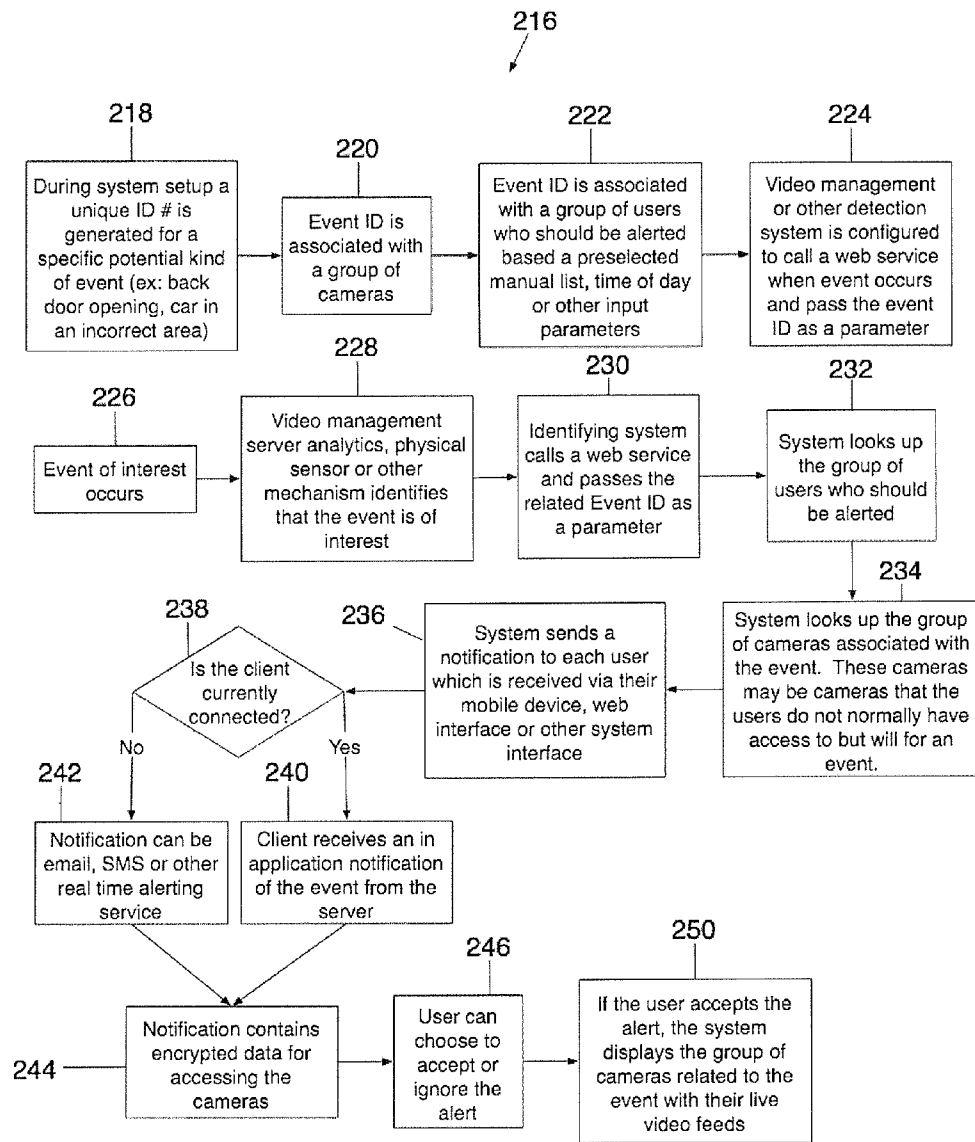 216
218
During system setup a
unique ID # is
generated for a
specific potential kind
of event (ex: back
door opening, car in
an incorrect area)
220
Event ID is
associated with
a group of
cameras
222
Event ID is associated
with a group of users
who should be alerted
based a preselected
manual list, time of day
or other input
parameters
224
Video management
or other detection
system is configured
to call a web service
when event occurs
and pass the event
ID as a parameter
226
Event of interest
occurs
228
Video management
server analytics, physical
sensor or other
mechanism identifies
that the event is of
interest
230
Identifying system
calls a web service
and passes the
related Event ID as
a parameter
232
System looks up
the group of
users who should
be alerted
234
System looks up the group
of cameras associated with
the event.  These cameras
may be cameras that the
users do not normally have
access to but will for an
event.
236
System sends a
notification to each user
which is received via their
mobile device, web
interface or other system
interface
238
Is the client
currently
connected?
No
Yes
242
Notification can be
email, SMS or other
real time alerting
service
240
Client receives an in
application notification
of the event from the
server
244
Notification contains
encrypted data for
accessing the
cameras
246
User can
choose to
accept or
ignore the
alert
250
If the user accepts the
alert, the system
displays the group of
cameras related to the
event with their live
video feeds